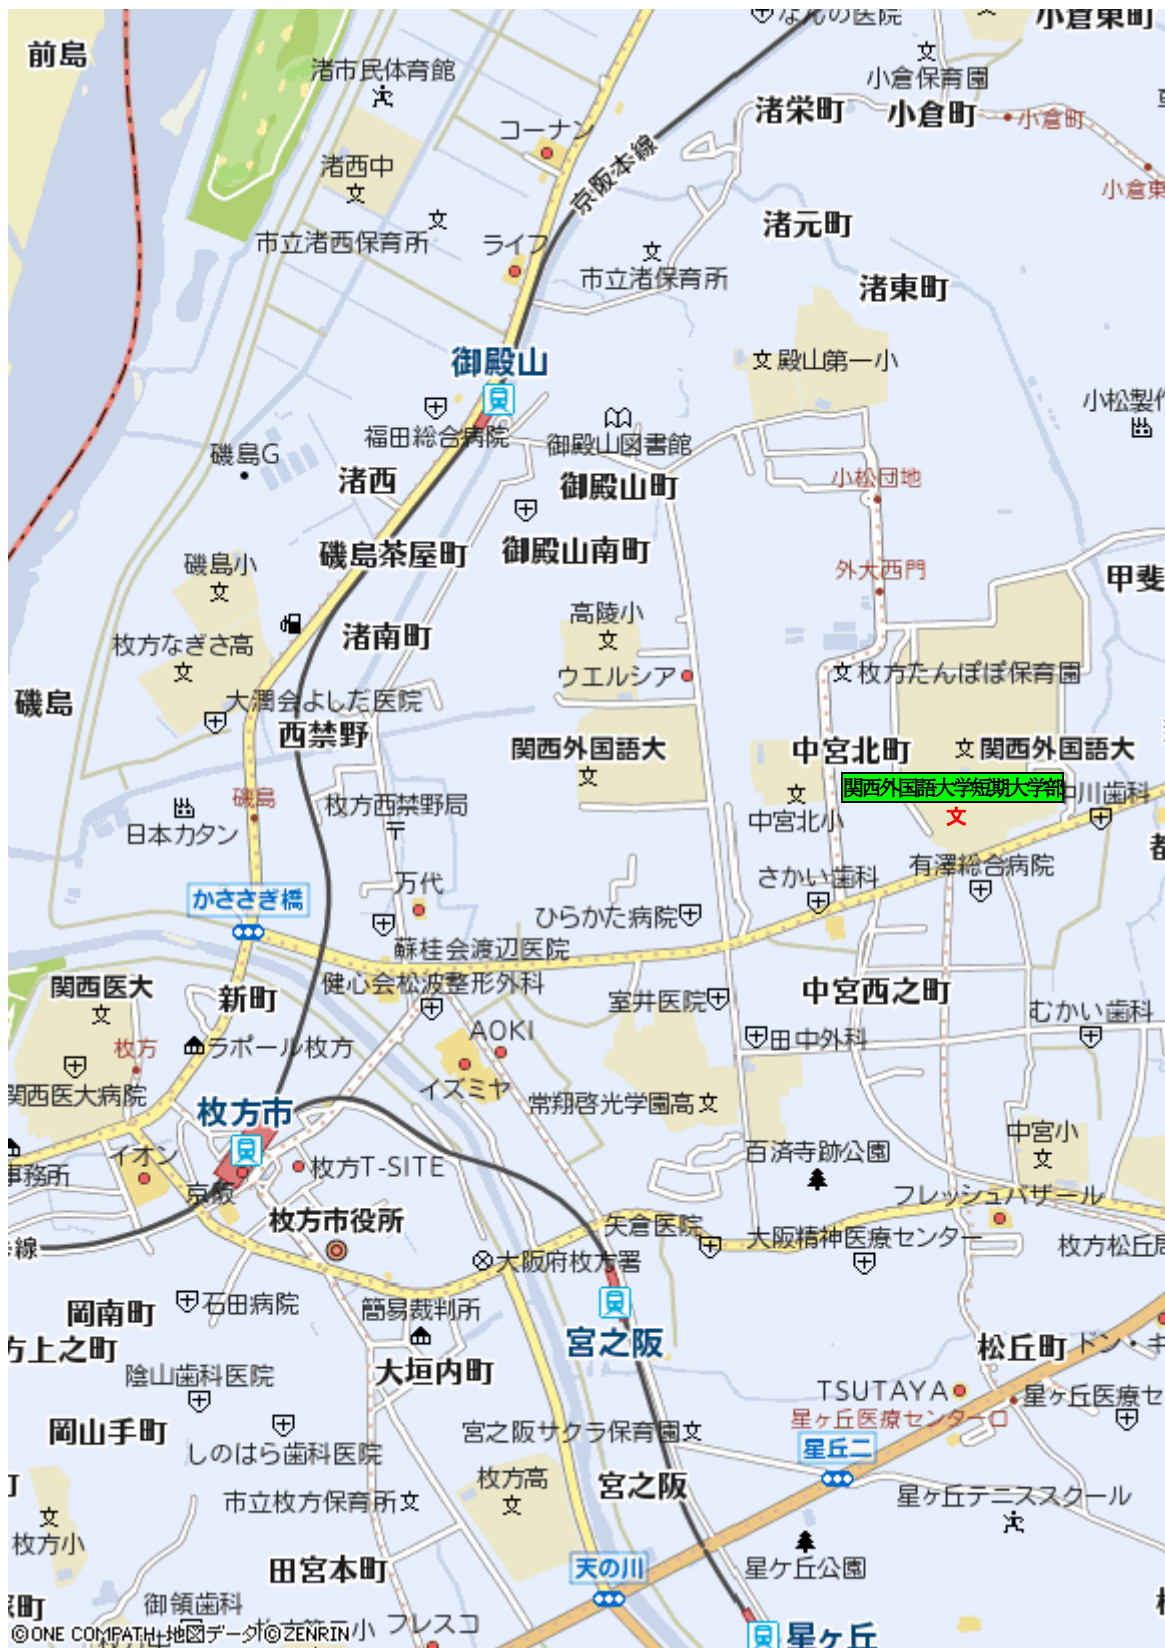 前島
なんの医院
小倉東町
渚市民体育館
小倉保育園
渚栄町
小倉町
小倉町
コーナン
京阪本線
渚西中
小倉東
市立渚西保育所
ライフ
渚元町
市立渚保育所
渚東町
御殿山
殿山第一小
小松製作
福田総合病院
御殿山図書館
磯島G
渚西
御殿山町
小松団地
磯島茶屋町
御殿山南町
磯島小
外大西門
甲斐
高陵小
枚方なぎさ高
渚南町
ウエルシア
枚方たんぽぽ保育園
磯島
大潤会よしだ医院
西禁野
関西外国語大
中宮北町
関西外国語大
関西外国語大学短期大学部
中川歯科
磯島
枚方西禁野局
日本カタン
中宮北小
都
万代
さかい歯科
有澤総合病院
かささぎ橋
ひらかた病院
蘇桂会渡辺医院
関西医大
新町
健心会松波整形外科
室井医院
中宮西之町
むかい歯科
枚方
ラポール枚方
AOKI
田中外科
関西医大病院
イズミヤ
常翔啓光学園高
枚方市
中宮小
イオン
百済寺跡公園
事務所
枚方T-SITE
京阪
フレッシュバザール
枚方市役所
矢倉医院
大阪精神医療センター
枚方松丘局
線
大阪府枚方署
岡南町
石田病院
簡易裁判所
方上之町
宮之阪
松丘町
ドン・キ
陰山歯科医院
大垣内町
TSUTAYA
星ヶ丘医療セ
星ヶ丘医療センター口
岡山手町
しのはら歯科医院
宮之阪サクラ保育園
星丘二
枚方高
宮之阪
市立枚方保育所
星ヶ丘テニススクール
枚方小
田宮本町
天の川
星ヶ丘公園
御領歯科
フレスコ
星ヶ丘
©ONE COMPATH 地図データ©ZENRIN